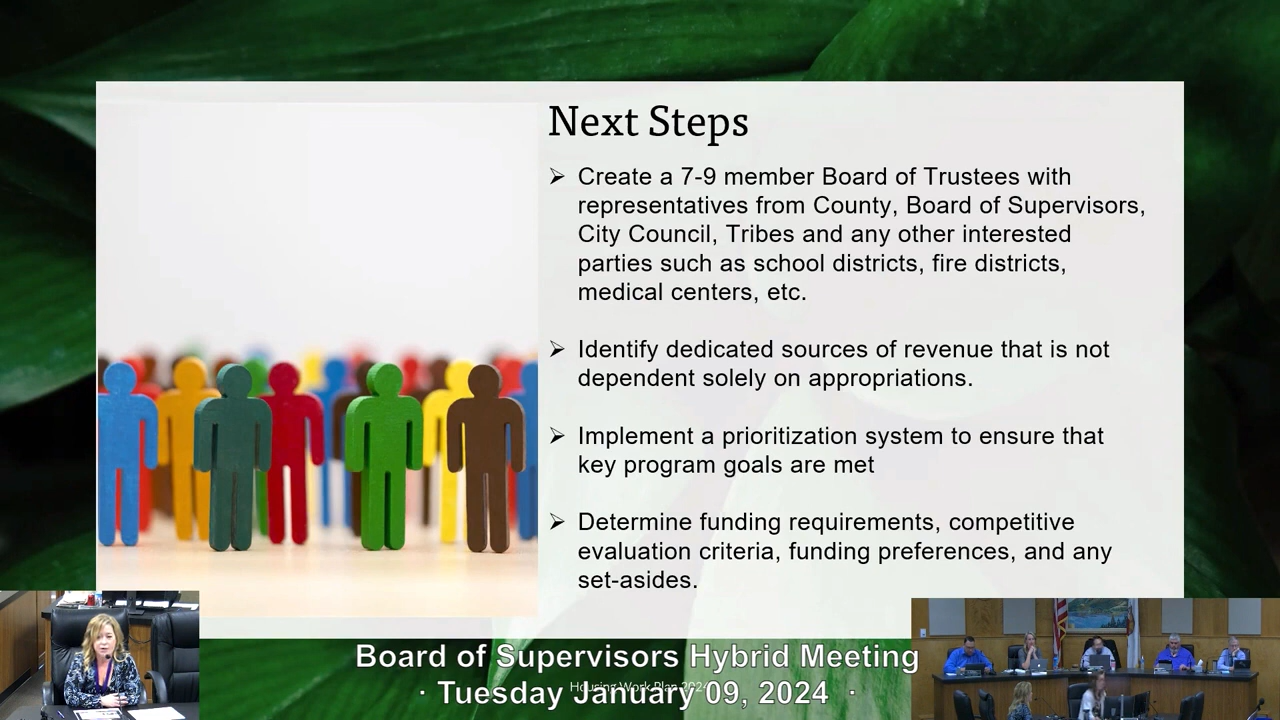 Next Steps
➢ Create a 7-9 member Board of Trustees with
representatives from County, Board of Supervisors,
City Council, Tribes and any other interested
parties such as school districts, fire districts,
medical centers, etc.
➢ Identify dedicated sources of revenue that is not
dependent solely on appropriations.
➢ Implement a prioritization system to ensure that
key program goals are met
➢ Determine funding requirements, competitive
evaluation criteria, funding preferences, and any
set-asides.
Board of Supervisors Hybrid Meeting
Housing Work Plan
· Tuesday January 09, 2024 ·